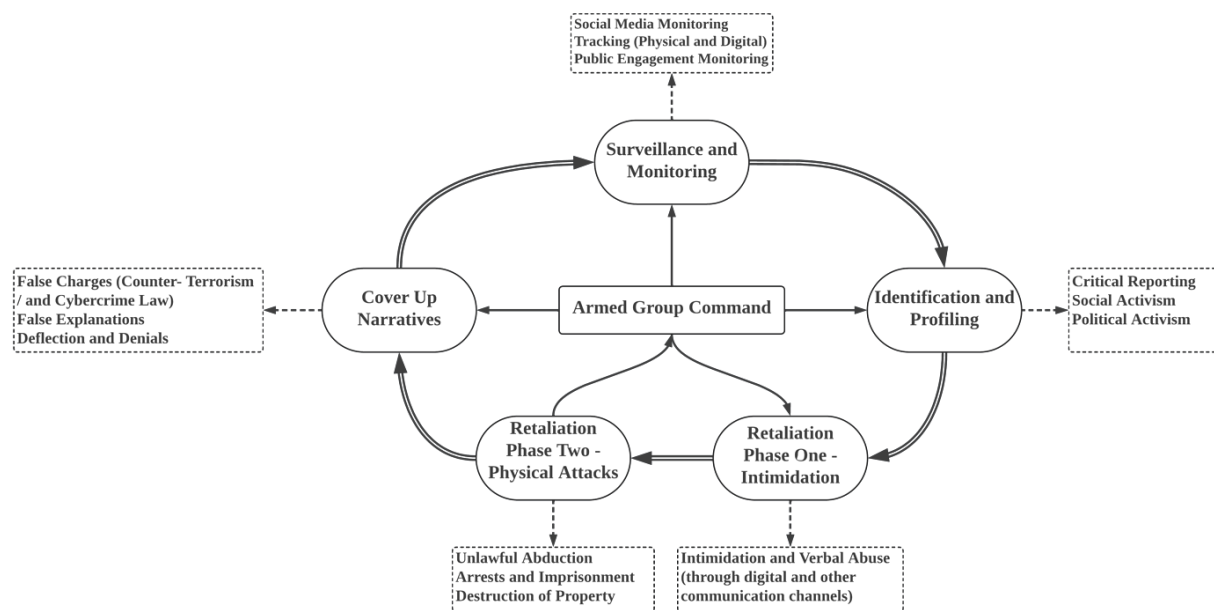 Social Media Monitoring
Tracking (Physical and Digital)
Public Engagement Monitoring
Surveillance and
Monitoring
False Charges (Counter- Terrorism
/ and Cybercrime Law)
False Explanations
Deflection and Denials
Cover Up
Narratives
Armed Group Command
Identification and
Profiling
Critical Reporting
Social Activism
Political Activism
Retaliation
Phase Two -
Physical Attacks
Retaliation
Phase One -
Intimidation
Unlawful Abduction
Arrests and Imprisonment
Destruction of Property
Intimidation and Verbal Abuse
(through digital and other
communication channels)